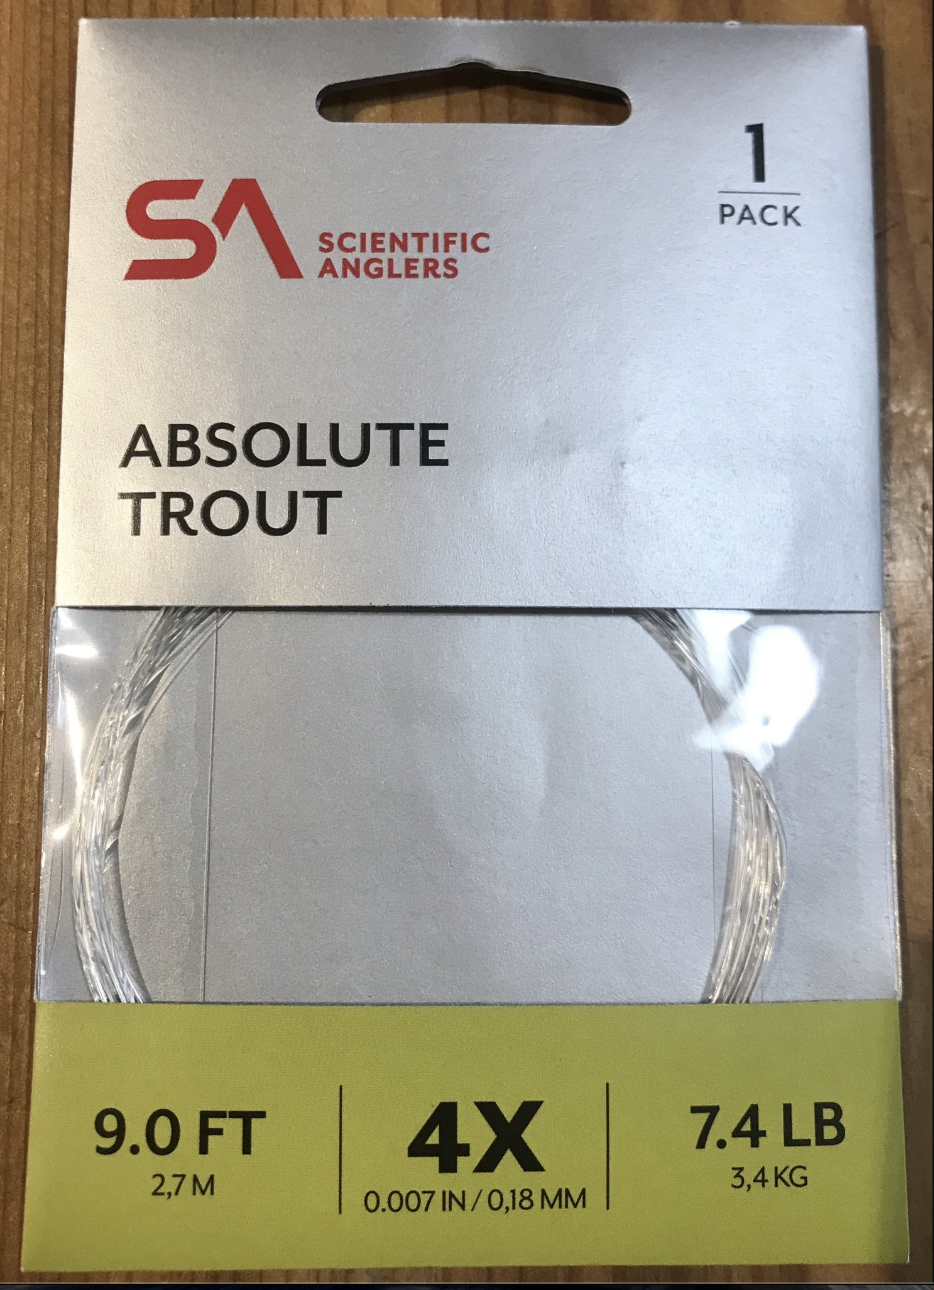 1
PACK
SA
SCIENTIFIC
ANGLERS
ABSOLUTE
TROUT
9.0 FT
2,7 M
4X
0.007 IN / 0,18 MM
7.4 LB
3,4 KG